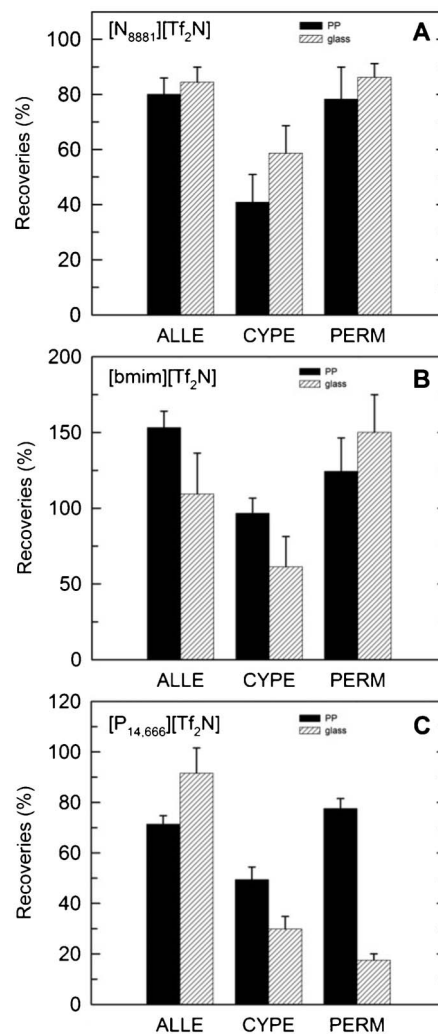 [N₈₈₈₁][Tf₂N]
PP
glass
A
Recoveries (%)
100
80
60
40
20
0
ALLE CYPE PERM
[bmim][Tf₂N]
PP
glass
B
Recoveries (%)
200
150
100
50
0
ALLE CYPE PERM
[P₁₄,₆₆₆][Tf₂N]
PP
glass
C
Recoveries (%)
120
100
80
60
40
20
0
ALLE CYPE PERM